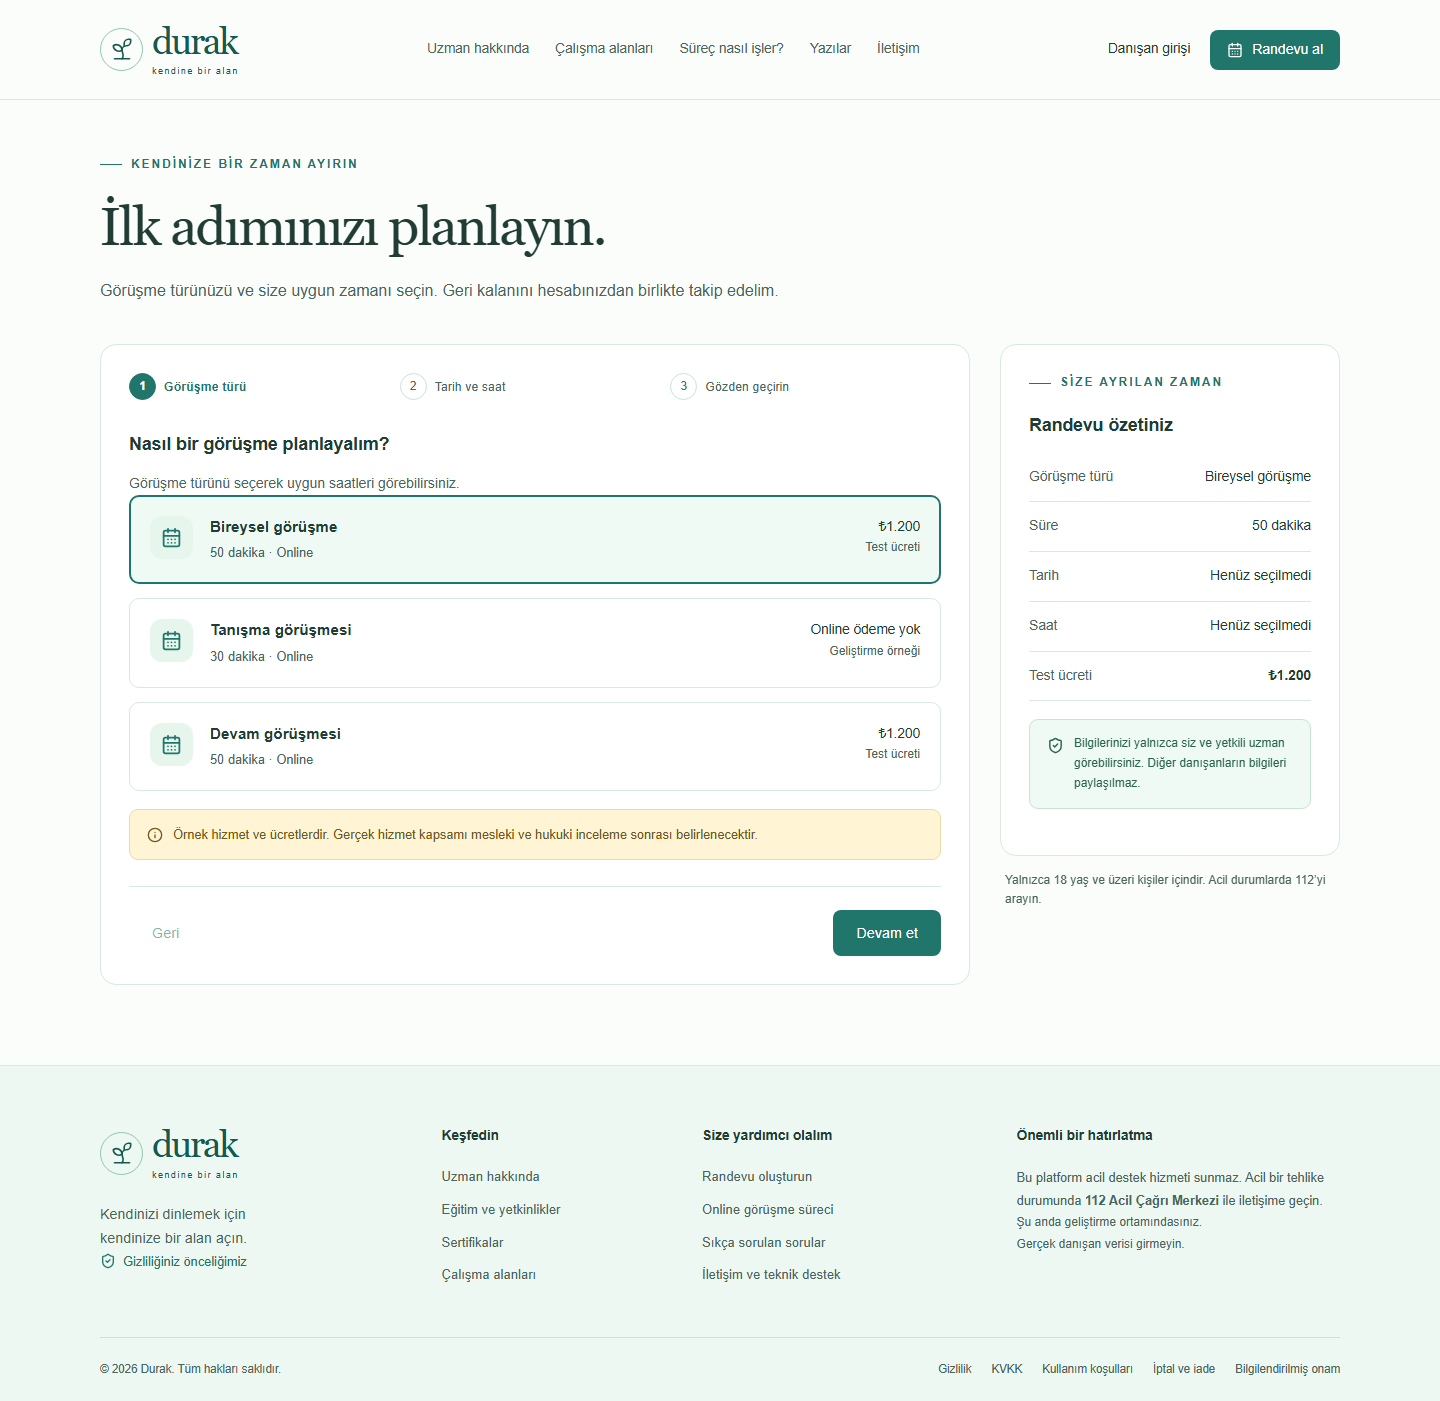 durak
kendine bir alan
Uzman hakkında
Çalışma alanları
Süreç nasıl işler?
Yazılar
İletişim
Danışan girişi
Randevu al
KENDİNİZE BİR ZAMAN AYIRIN
İlk adımınızı planlayın.
Görüşme türünüzü ve size uygun zamanı seçin. Geri kalanını hesabınızdan birlikte takip edelim.
1 Görüşme türü
2 Tarih ve saat
3 Gözden geçirin
Nasıl bir görüşme planlayalım?
Görüşme türünü seçerek uygun saatleri görebilirsiniz.
Bireysel görüşme
50 dakika · Online
₺1.200
Test ücreti
Tanışma görüşmesi
30 dakika · Online
Online ödeme yok
Geliştirme örneği
Devam görüşmesi
50 dakika · Online
₺1.200
Test ücreti
Örnek hizmet ve ücretlerdir. Gerçek hizmet kapsamı mesleki ve hukuki inceleme sonrası belirlenecektir.
Geri
Devam et
SİZE AYRILAN ZAMAN
Randevu özetiniz
Görüşme türü Bireysel görüşme
Süre 50 dakika
Tarih Henüz seçilmedi
Saat Henüz seçilmedi
Test ücreti ₺1.200
Bilgilerinizi yalnızca siz ve yetkili uzman
görebilirsiniz. Diğer danışanların bilgileri
paylaşılmaz.
Yalnızca 18 yaş ve üzeri kişiler içindir. Acil durumlarda 112'yi
arayın.
durak
kendine bir alan
Kendinizi dinlemek için
kendinize bir alan açın.
Gizliliğiniz önceliğimiz
Keşfedin
Uzman hakkında
Eğitim ve yetkinlikler
Sertifikalar
Çalışma alanları
Size yardımcı olalım
Randevu oluşturun
Online görüşme süreci
Sıkça sorulan sorular
İletişim ve teknik destek
Önemli bir hatırlatma
Bu platform acil destek hizmeti sunmaz. Acil bir tehlike
durumunda 112 Acil Çağrı Merkezi ile iletişime geçin.
Şu anda geliştirme ortamındasınız.
Gerçek danışan verisi girmeyin.
© 2026 Durak. Tüm hakları saklıdır.
Gizlilik
KVKK
Kullanım koşulları
İptal ve iade
Bilgilendirilmiş onam